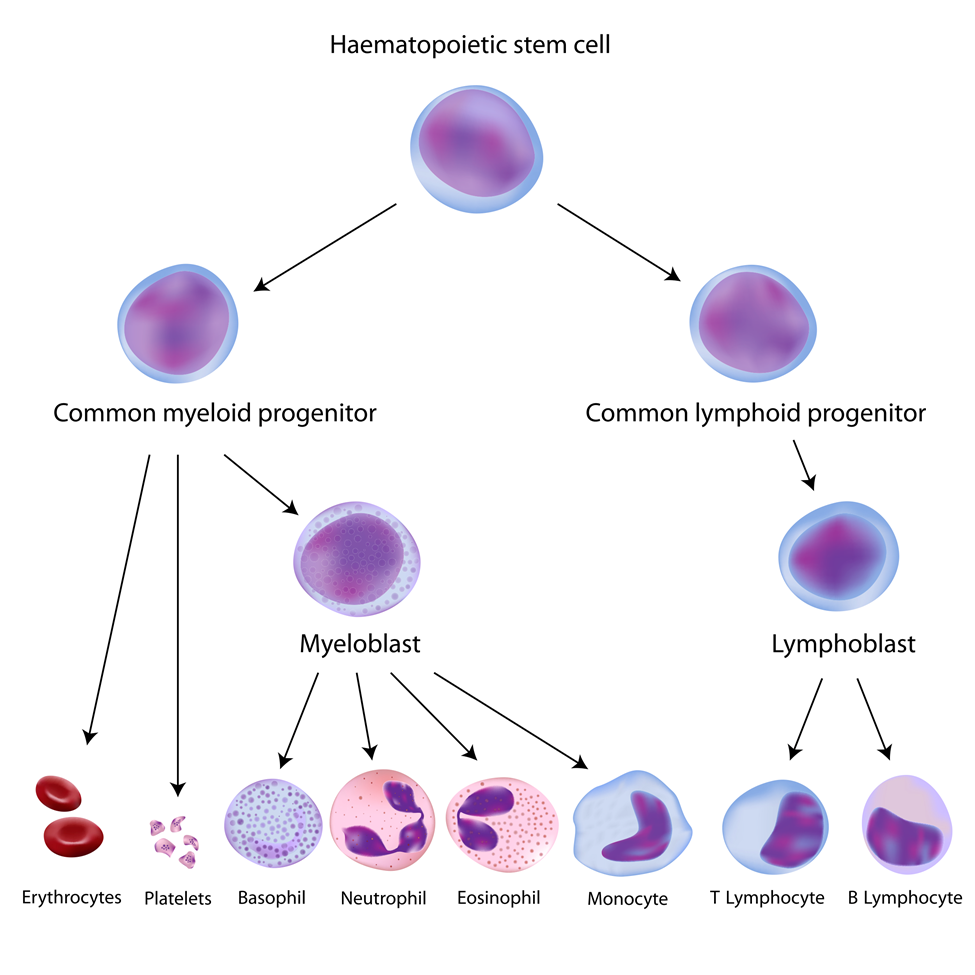 Haematopoietic stem cell
Common myeloid progenitor
Common lymphoid progenitor
Myeloblast
Lymphoblast
Erythrocytes
Platelets
Basophil
Neutrophil
Eosinophil
Monocyte
T Lymphocyte
B Lymphocyte